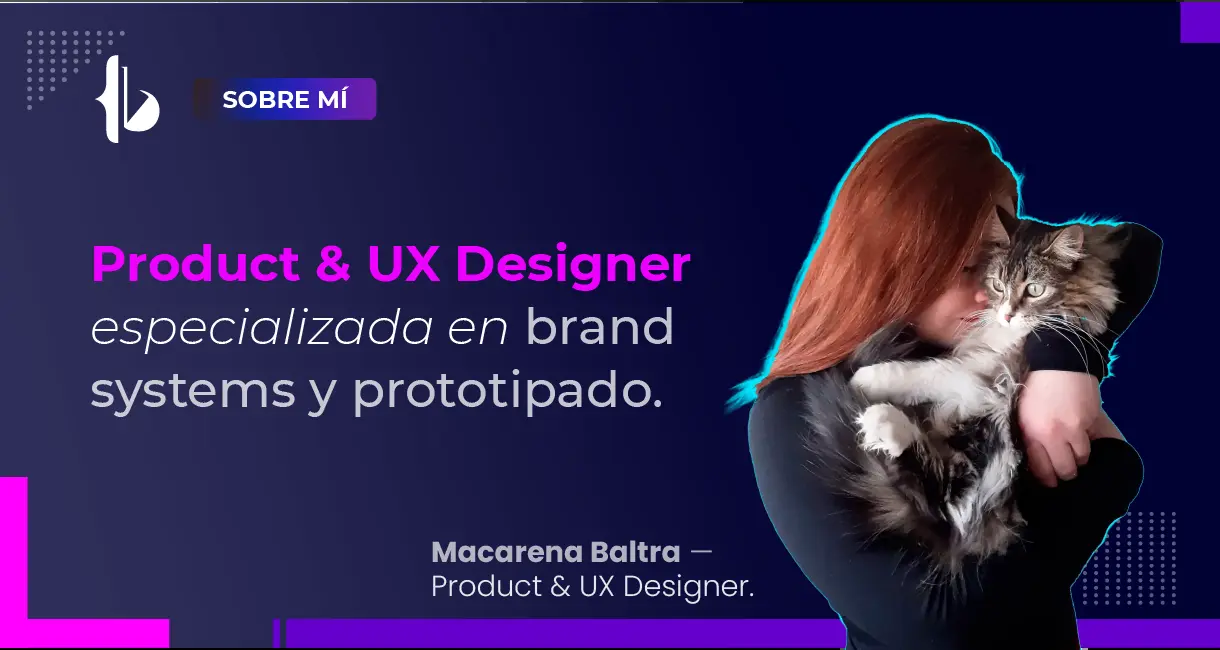 SOBRE MÍ
Product & UX Designer
especializada en brand
systems y prototipado.
Macarena Baltra —
Product & UX Designer.